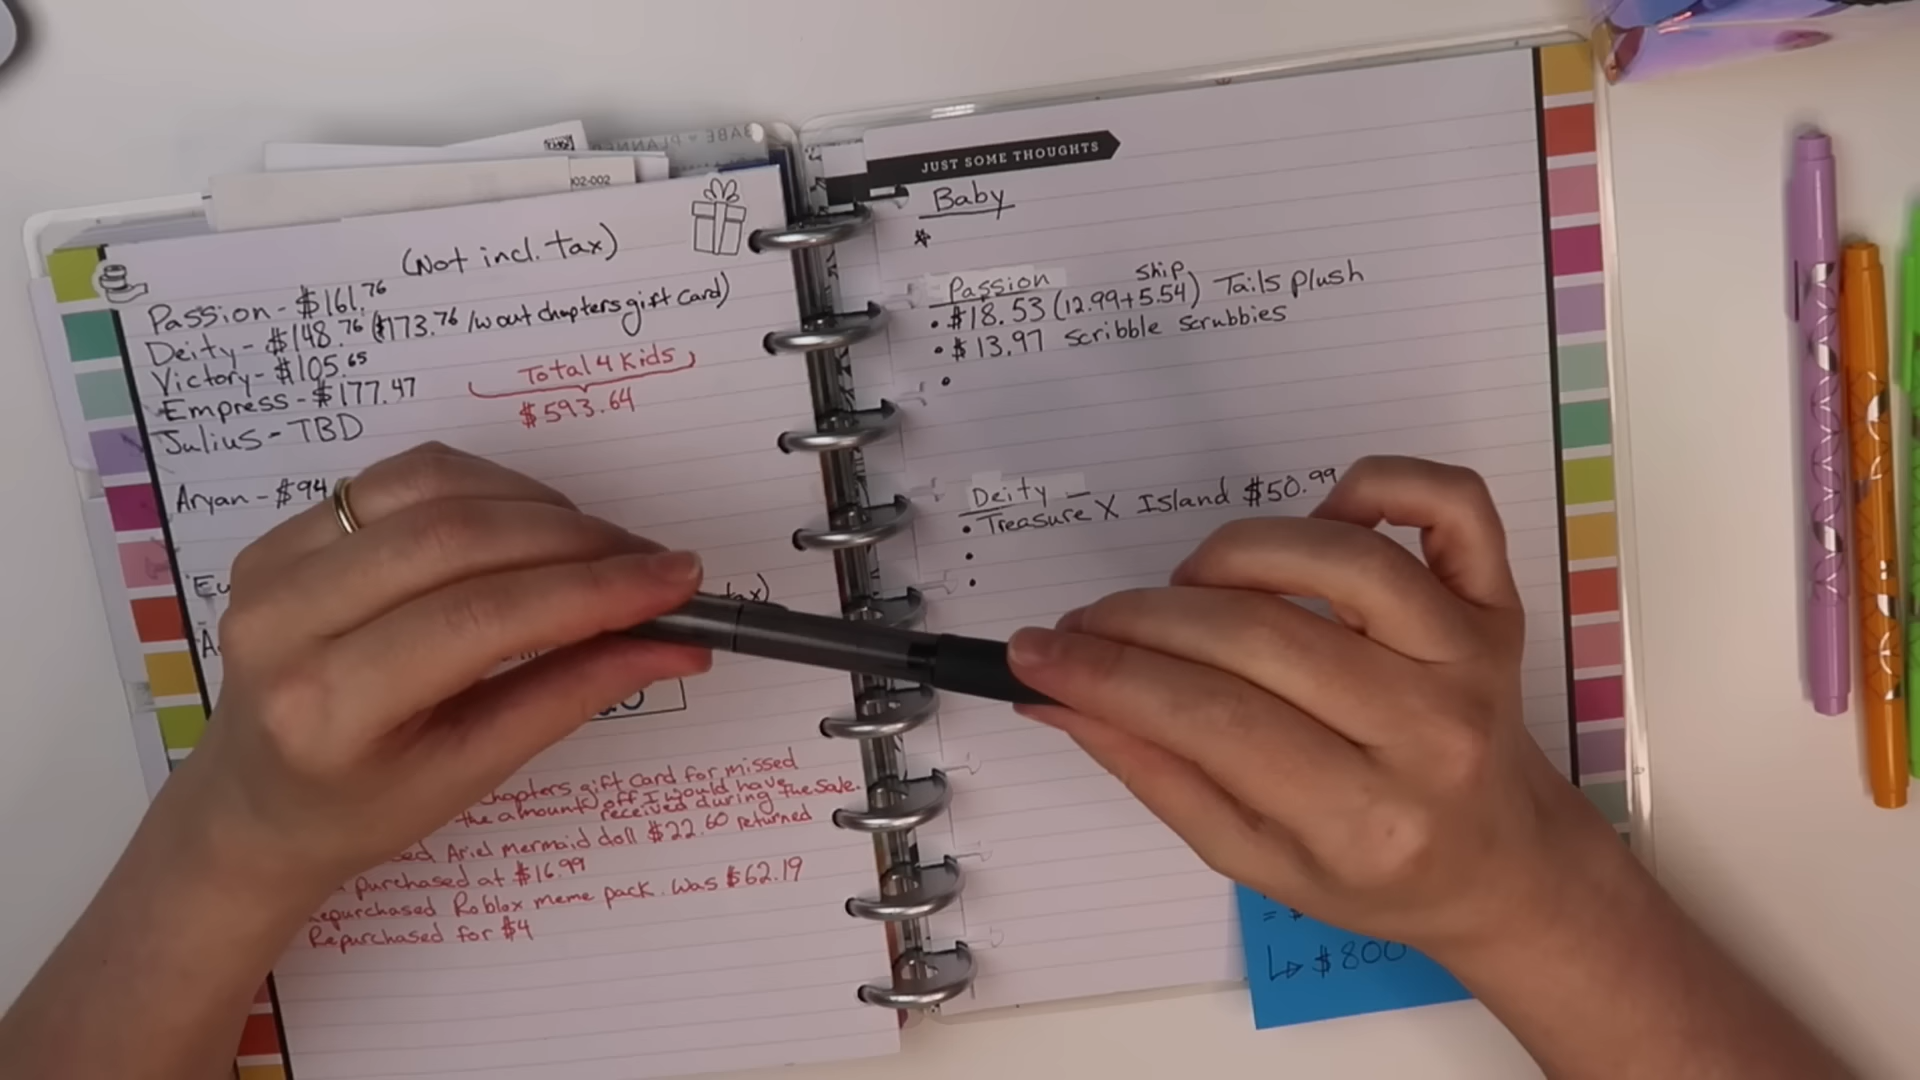 (Not incl. tax)
Passion - $161.76
Deity - $148.76 ($173.76 /w out chapters gift card)
Victory - $105.65
Empress - $177.47
Julius - TBD
Total 4 Kids
$593.64
Aryan - $94
tax)
chapters gift card for missed
the amount off I would have
received during the sale.
Ariel mermaid doll $22.60 returned
purchased at $16.99
Repurchased Roblox meme pack. Was $62.19
Repurchased for $4
002-002
JUST SOME THOUGHTS
Baby
*
Passion
• $18.53 (12.99+5.54) Tails plush
ship
• $13.97 Scribble Scrubbies
•
Deity
• Treasure X Island $50.99
•
•
= $
↳ $800